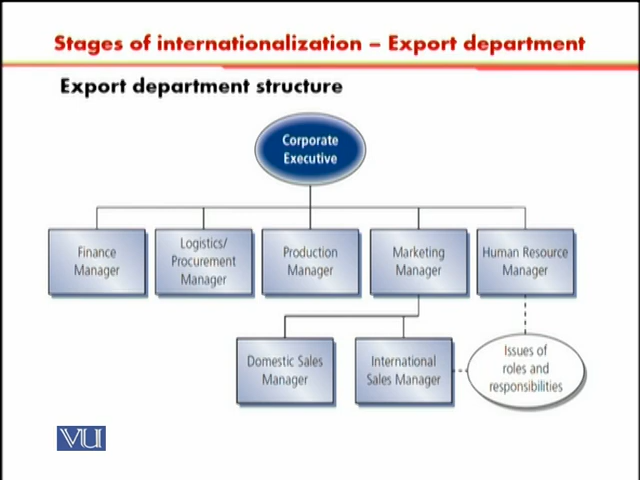 Stages of internationalization – Export department
Export department structure
Corporate
Executive
Finance
Manager
Logistics/
Procurement
Manager
Production
Manager
Marketing
Manager
Human Resource
Manager
Domestic Sales
Manager
International
Sales Manager
Issues of
roles and
responsibilities
VU